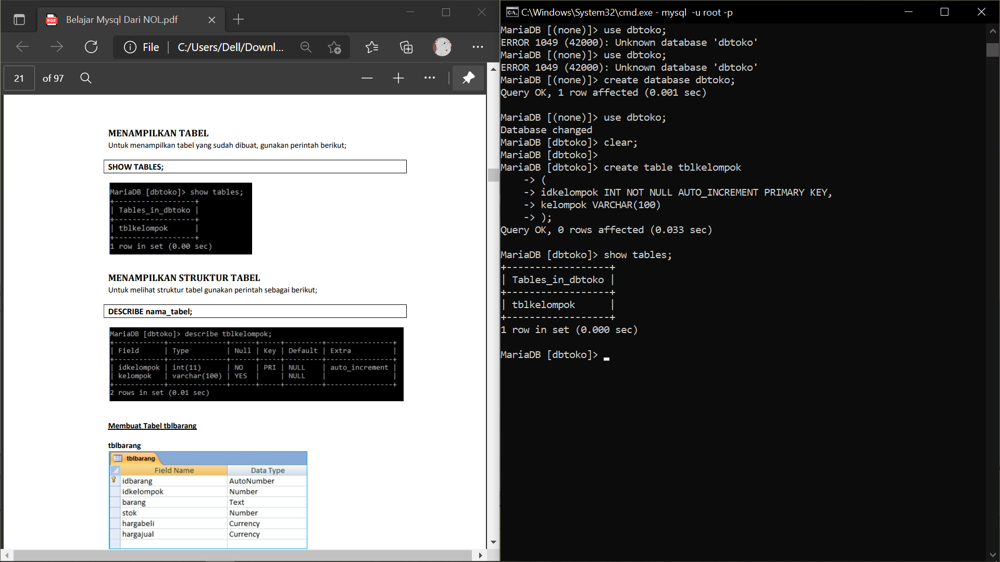 Belajar Mysql Dari NOL.pdf
File
C:/Users/Dell/Downl...
21 of 97
MENAMPILKAN TABEL
Untuk menampilkan tabel yang sudah dibuat, gunakan perintah berikut;
SHOW TABLES;
MariaDB [dbtoko]> show tables;
+------------------+
| Tables_in_dbtoko |
+------------------+
| tblkelompok      |
+------------------+
1 row in set (0.00 sec)
MENAMPILKAN STRUKTUR TABEL
Untuk melihat struktur tabel gunakan perintah sebagai berikut;
DESCRIBE nama_tabel;
MariaDB [dbtoko]> describe tblkelompok;
+------------+--------------+------+-----+---------+----------------+
| Field      | Type         | Null | Key | Default | Extra          |
+------------+--------------+------+-----+---------+----------------+
| idkelompok | int(11)      | NO   | PRI | NULL    | auto_increment |
| kelompok   | varchar(100) | YES  |     | NULL    |                |
+------------+--------------+------+-----+---------+----------------+
2 rows in set (0.01 sec)
Membuat Tabel tblbarang
tblbarang
tblbarang
Field Name Data Type
idbarang AutoNumber
idkelompok Number
barang Text
stok Number
hargabeli Currency
hargajual Currency
C:\Windows\System32\cmd.exe - mysql  -u root -p
MariaDB [(none)]> use dbtoko;
ERROR 1049 (42000): Unknown database 'dbtoko'
MariaDB [(none)]> use dbtoko;
ERROR 1049 (42000): Unknown database 'dbtoko'
MariaDB [(none)]> create database dbtoko;
Query OK, 1 row affected (0.001 sec)
MariaDB [(none)]> use dbtoko;
Database changed
MariaDB [dbtoko]> clear;
MariaDB [dbtoko]>
MariaDB [dbtoko]> create table tblkelompok
    -> (
    -> idkelompok INT NOT NULL AUTO_INCREMENT PRIMARY KEY,
    -> kelompok VARCHAR(100)
    -> );
Query OK, 0 rows affected (0.033 sec)
MariaDB [dbtoko]> show tables;
+------------------+
| Tables_in_dbtoko |
+------------------+
| tblkelompok      |
+------------------+
1 row in set (0.000 sec)
MariaDB [dbtoko]>